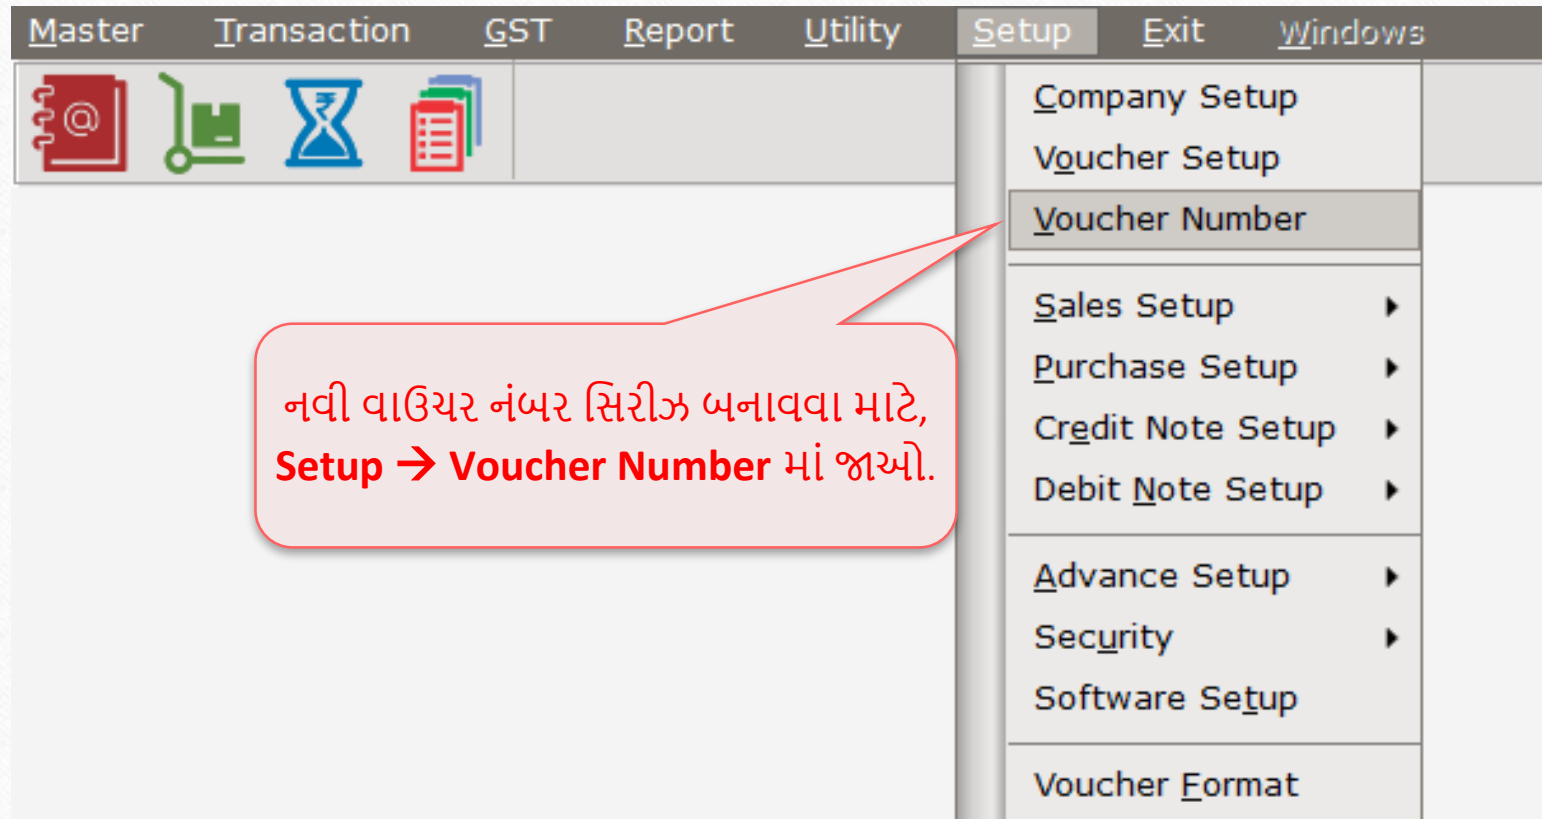 Master Transaction GST Report Utility Setup Exit Windows
Company Setup
Voucher Setup
Voucher Number
Sales Setup
Purchase Setup
Credit Note Setup
Debit Note Setup
Advance Setup
Security
Software Setup
Voucher Format
નવી વાઉચર નંબર સિરીઝ બનાવવા માટે,
Setup → Voucher Number માં જાઓ.